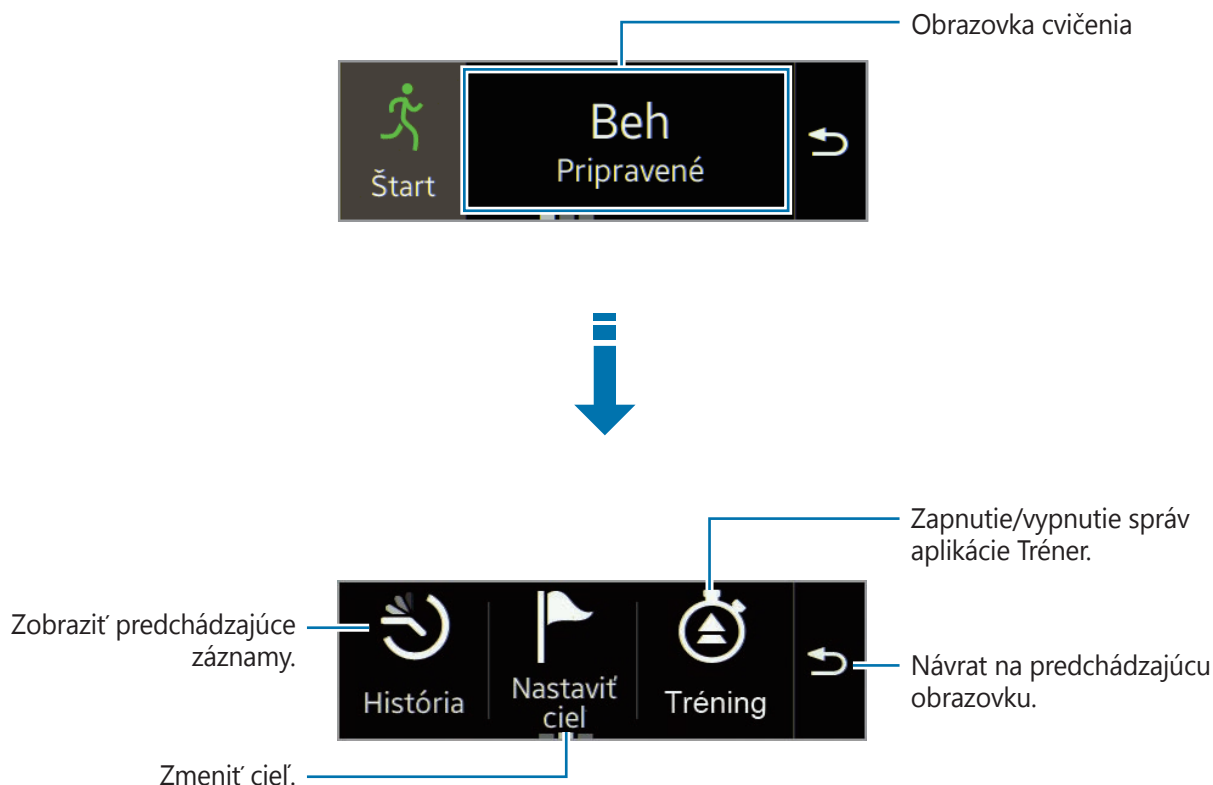 Obrazovka cvičenia
Štart
Beh
Pripravené
Zapnutie/vypnutie správ
aplikácie Tréner.
Zobraziť predchádzajúce
záznamy.
História
Nastaviť
ciel
Tréning
Návrat na predchádzajúcu
obrazovku.
Zmeniť cieľ.